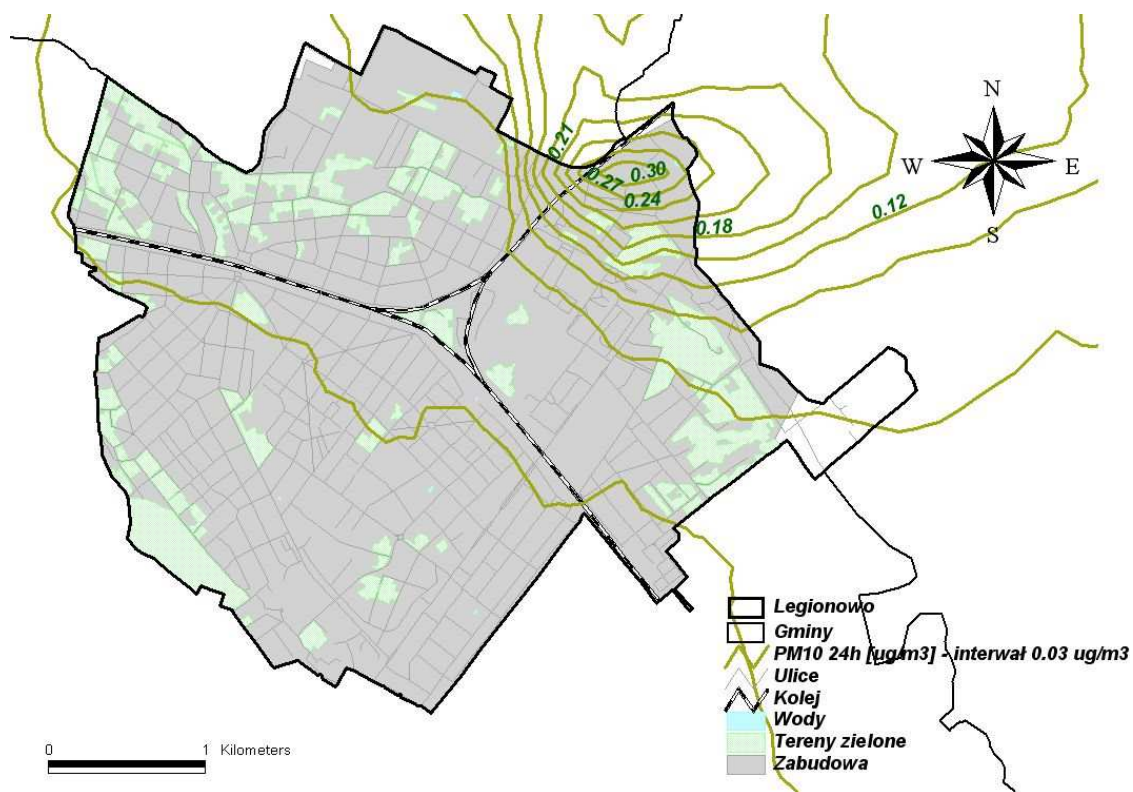 N
W
E
S
0.21
0.30
0.27
0.24
0.12
0.18
Legionowo
Gminy
PM10 24h [ug/m3] - interwał 0.03 ug/m3
Ulice
Kolej
Wody
Tereny zielone
Zabudowa
0 1 Kilometers